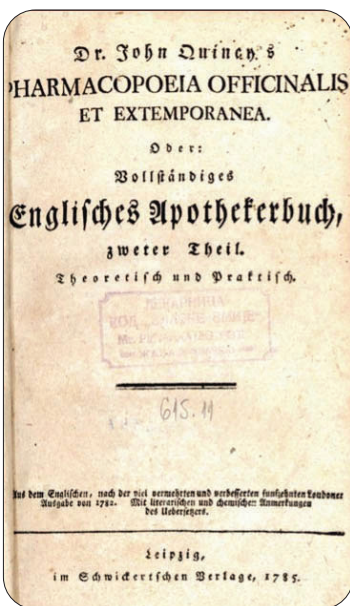 Dr. John Quincy's
PHARMACOPOEIA OFFICINALIS
ET EXTEMPORANEA.
Oder:
Vollständiges
Englisches Apothekerbuch,
zweter Theil.
Theoretisch und Praktisch.
615.11
Aus dem Englischen, nach der viel vermehrten und verbesserten funfzehnten Londoner
Ausgabe von 1782. Mit literarischen und chemischen Anmerkungen
des Uebersetzers.
Leipzig,
im Schwickertschen Verlage, 1785.